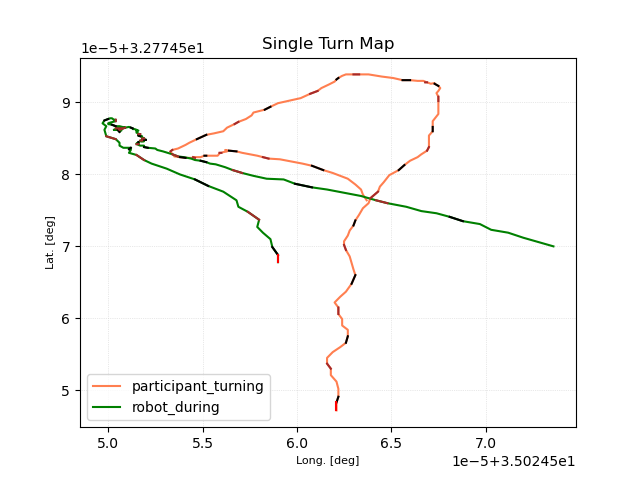 Single Turn Map
1e−5+3.27745e1
9
8
7
6
5
Lat. [deg]
participant_turning
robot_during
5.0 5.5 6.0 6.5 7.0
Long. [deg]
1e−5+3.50245e1